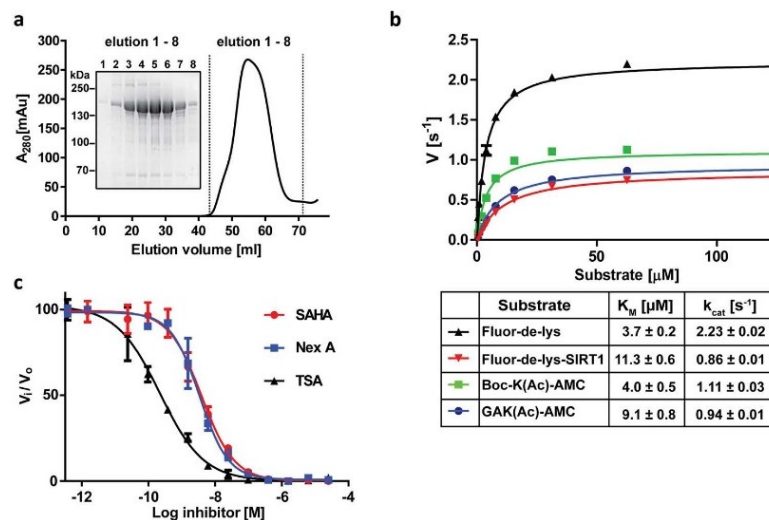 a
elution 1 - 8
elution 1 - 8
1 2 3 4 5 6 7 8
kDa
250
130
70
A280[mAu]
300
250
200
150
100
50
0
0 10 20 30 40 50 60 70
Elution volume [ml]
b
V [s-1]
2.5
2.0
1.5
1.0
0.5
0.0
0 50 100
Substrate [µM]
Substrate KM [µM] kcat [s-1]
Fluor-de-lys 3.7 ± 0.2 2.23 ± 0.02
Fluor-de-lys-SIRT1 11.3 ± 0.6 0.86 ± 0.01
Boc-K(Ac)-AMC 4.0 ± 0.5 1.11 ± 0.03
GAK(Ac)-AMC 9.1 ± 0.8 0.94 ± 0.01
c
Vi/ Vo
100
50
0
SAHA
Nex A
TSA
-12 -10 -8 -6 -4
Log inhibitor [M]